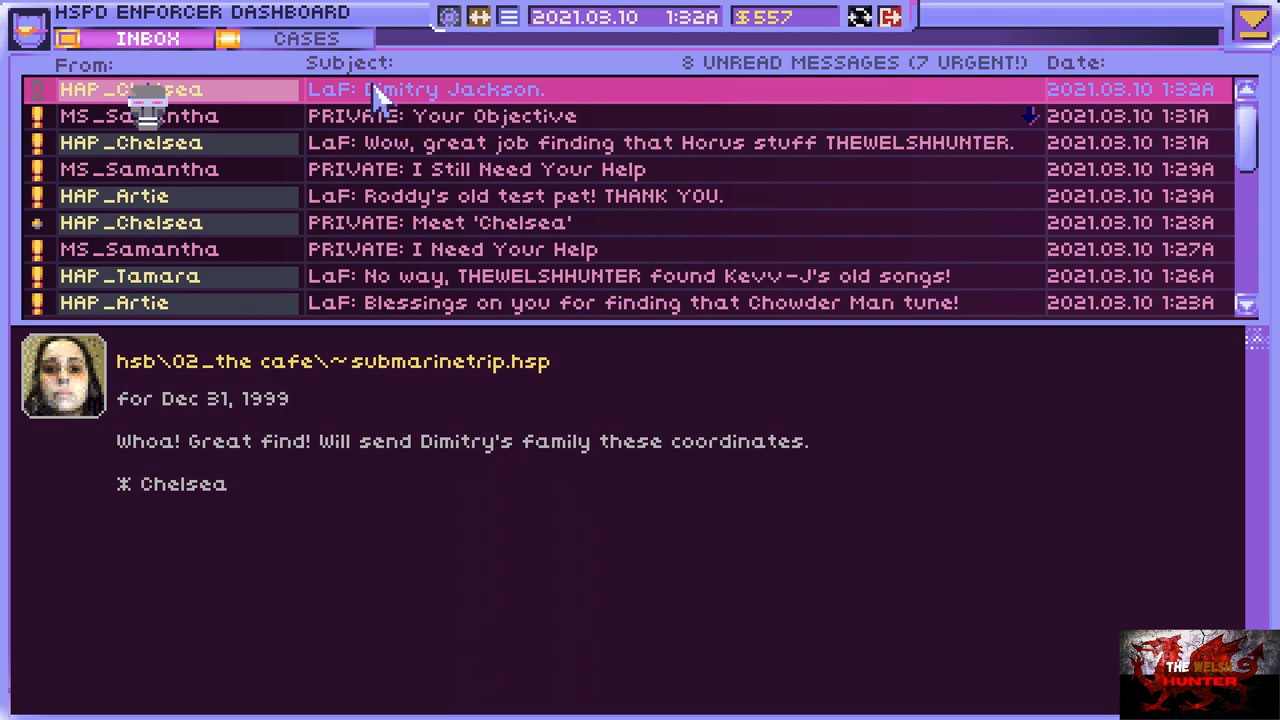 HSPD ENFORCER DASHBOARD
2021.03.10 1:32A
$557
INBOX
CASES
From:
Subject:
8 UNREAD MESSAGES (7 URGENT!)
Date:
HAP_Chelsea LaF: Dimitry Jackson. 2021.03.10 1:32A
MS_Samantha PRIVATE: Your Objective 2021.03.10 1:31A
HAP_Chelsea LaF: Wow, great job finding that Horus stuff THEWELSHHUNTER. 2021.03.10 1:31A
MS_Samantha PRIVATE: I Still Need Your Help 2021.03.10 1:29A
HAP_Artie LaF: Roddy's old test pet! THANK YOU. 2021.03.10 1:29A
HAP_Chelsea PRIVATE: Meet 'Chelsea' 2021.03.10 1:28A
MS_Samantha PRIVATE: I Need Your Help 2021.03.10 1:27A
HAP_Tamara LaF: No way, THEWELSHHUNTER found Kevv-J's old songs! 2021.03.10 1:26A
HAP_Artie LaF: Blessings on you for finding that Chowder Man tune! 2021.03.10 1:23A
hsb\02_the cafe\~submarinetrip.hsp
for Dec 31, 1999
Whoa! Great find! Will send Dimitry's family these coordinates.
* Chelsea
THE WELSH
HUNTER